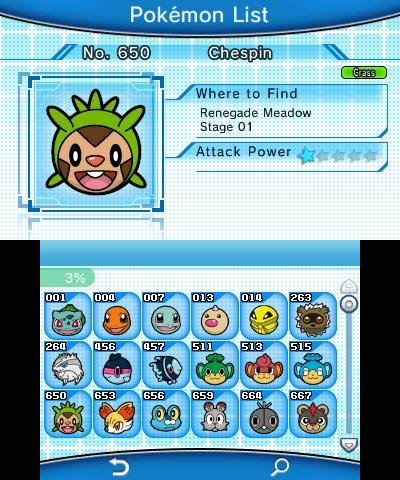 Pokémon List
No. 650 Chespin
Grass
Where to Find
Renegade Meadow
Stage 01
Attack Power
3%
001 004 007 013 014 263
264 456 457 511 513 515
650 653 656 659 664 667